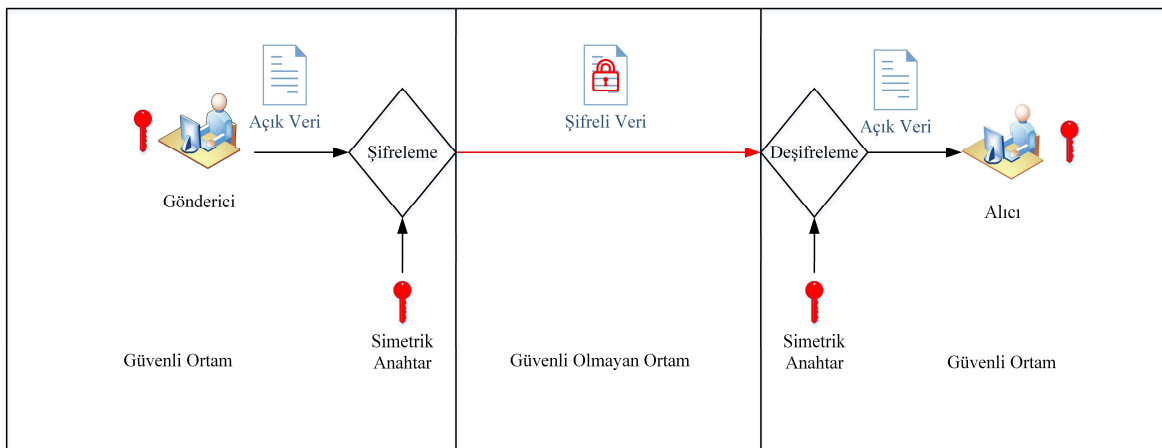 Açık Veri
Şifreli Veri
Açık Veri
Şifreleme
Deşifreleme
Gönderici
Alıcı
Simetrik
Anahtar
Simetrik
Anahtar
Güvenli Ortam
Güvenli Olmayan Ortam
Güvenli Ortam